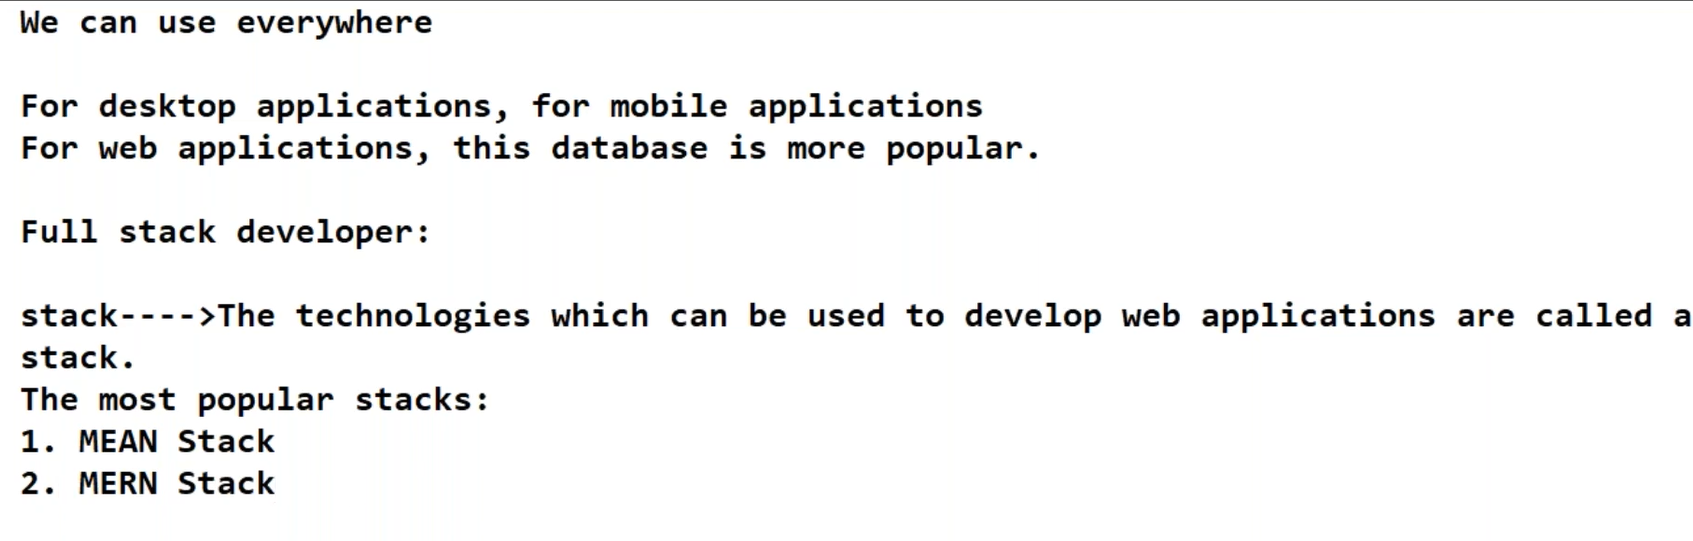 We can use everywhere
For desktop applications, for mobile applications
For web applications, this database is more popular.
Full stack developer:
stack---->The technologies which can be used to develop web applications are called a
stack.
The most popular stacks:
1. MEAN Stack
2. MERN Stack